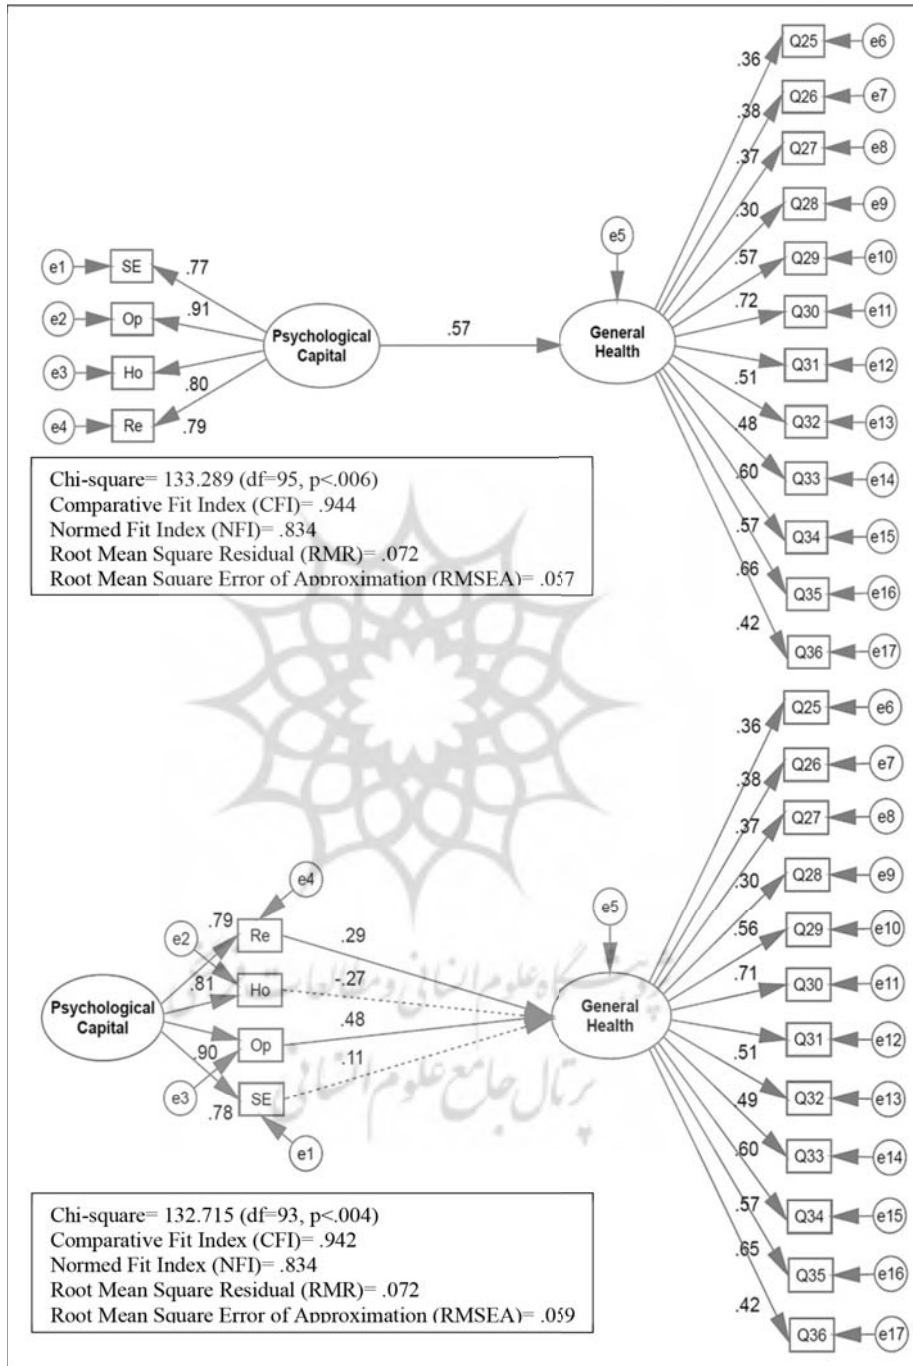 Q25
e6
.36
Q26
e7
.38
Q27
e8
.37
Q28
e9
.30
e5
Q29
e10
.57
e1
SE
.77
Q30
e11
.72
e2
Op
.91
Psychological
Capital
.57
General
Health
Q31
e12
.51
e3
Ho
.80
Q32
e13
.48
e4
Re
.79
Q33
e14
.60
Q34
e15
.57
Q35
e16
.66
Q36
e17
.42
Chi-square= 133.289 (df=95, p<.006)
Comparative Fit Index (CFI)= .944
Normed Fit Index (NFI)= .834
Root Mean Square Residual (RMR)= .072
Root Mean Square Error of Approximation (RMSEA)= .057
Q25
e6
.36
Q26
e7
.38
Q27
e8
.37
Q28
e9
.30
e4
e5
Q29
e10
.56
.79
Re
.29
e2
Q30
e11
.71
.81
Ho
-.27
Psychological
Capital
General
Health
Op
.48
Q31
e12
.51
.90
.11
e3
SE
.78
Q32
e13
.49
e1
Q33
e14
.60
Q34
e15
.57
Q35
e16
.65
Q36
e17
.42
پژوهشگاه علوم انسانی و مطالعات فرهنگی
پرتال جامع علوم انسانی
Chi-square= 132.715 (df=93, p<.004)
Comparative Fit Index (CFI)= .942
Normed Fit Index (NFI)= .834
Root Mean Square Residual (RMR)= .072
Root Mean Square Error of Approximation (RMSEA)= .059